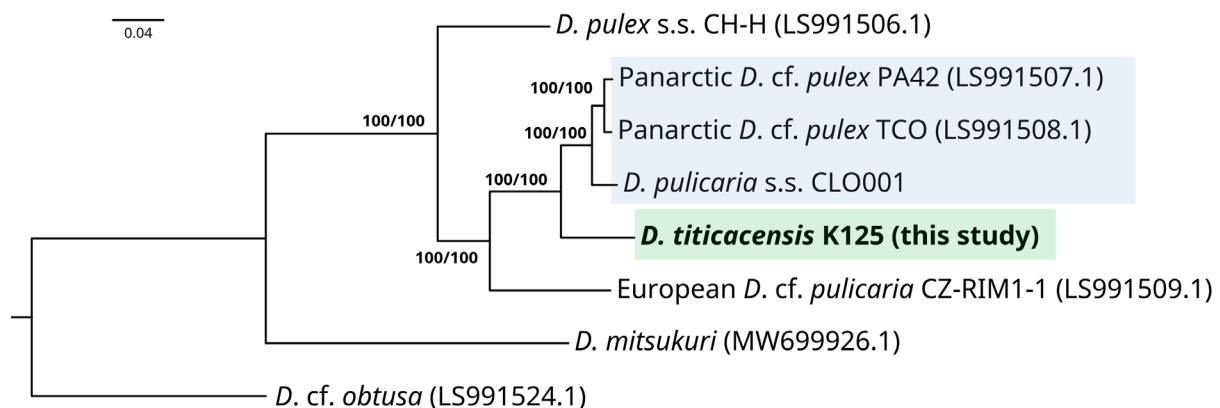 0.04
D. pulex s.s. CH-H (LS991506.1)
100/100
Panarctic D. cf. pulex PA42 (LS991507.1)
100/100
100/100
Panarctic D. cf. pulex TCO (LS991508.1)
100/100
D. pulicaria s.s. CLO001
D. titicacensis K125 (this study)
100/100
European D. cf. pulicaria CZ-RIM1-1 (LS991509.1)
D. mitsukuri (MW699926.1)
D. cf. obtusa (LS991524.1)